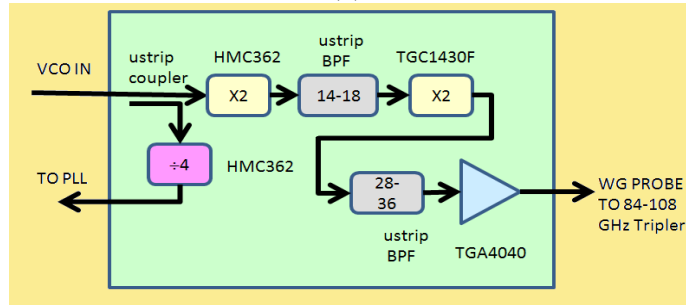 ustrip
BPF
HMC362
TGC1430F
VCO IN
ustrip
coupler
X2
14-18
X2
÷4
HMC362
TO PLL
28-
36
WG PROBE
TO 84-108
GHz Tripler
ustrip
BPF
TGA4040